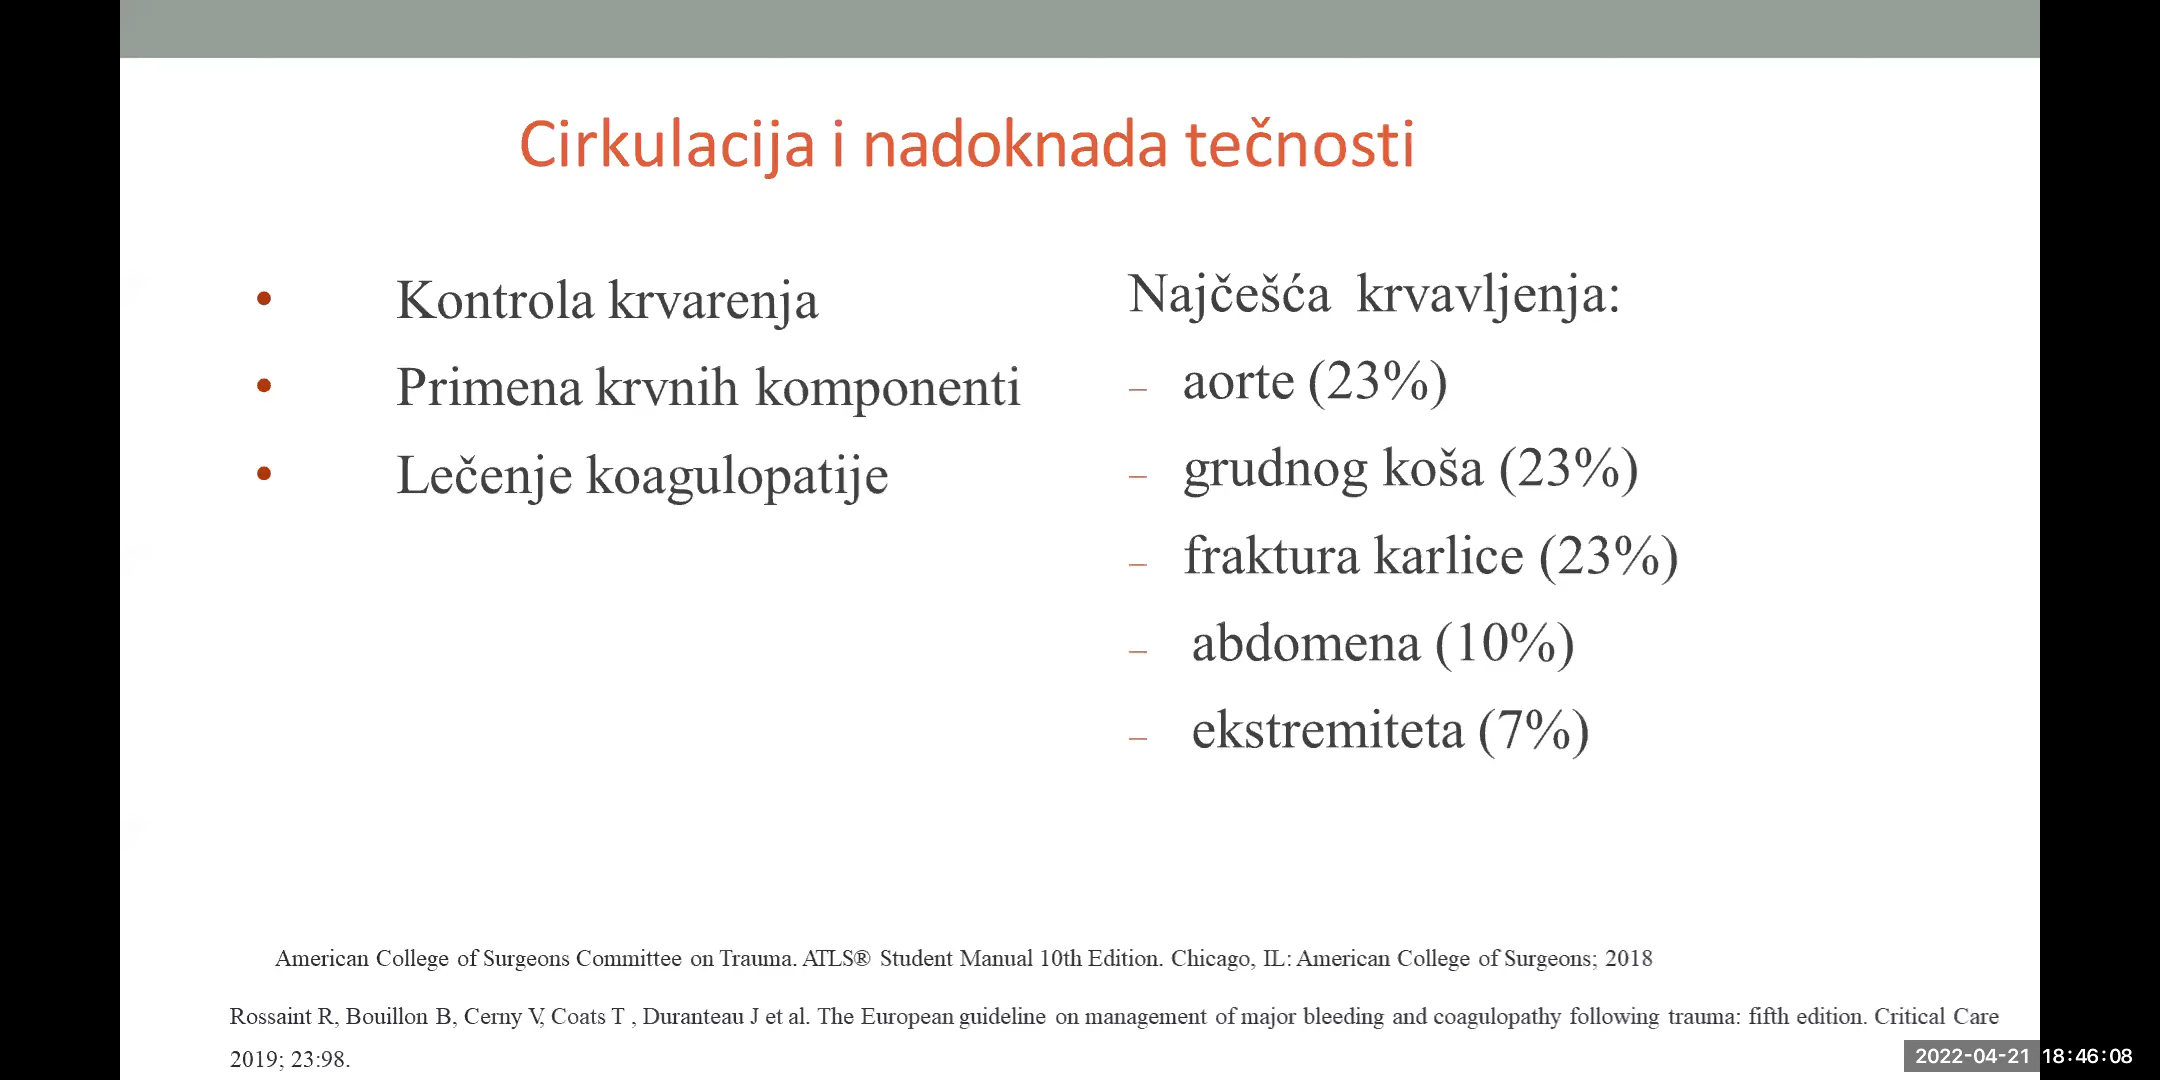 Cirkulacija i nadoknada tečnosti
• Kontrola krvarenja
• Primena krvnih komponenti
• Lečenje koagulopatije
Najčešća krvavljenja:
– aorte (23%)
– grudnog koša (23%)
– fraktura karlice (23%)
– abdomena (10%)
– ekstremiteta (7%)
American College of Surgeons Committee on Trauma. ATLS® Student Manual 10th Edition. Chicago, IL: American College of Surgeons; 2018
Rossaint R, Bouillon B, Cerny V, Coats T , Duranteau J et al. The European guideline on management of major bleeding and coagulopathy following trauma: fifth edition. Critical Care
2019; 23:98.
2022-04-21 18:46:08